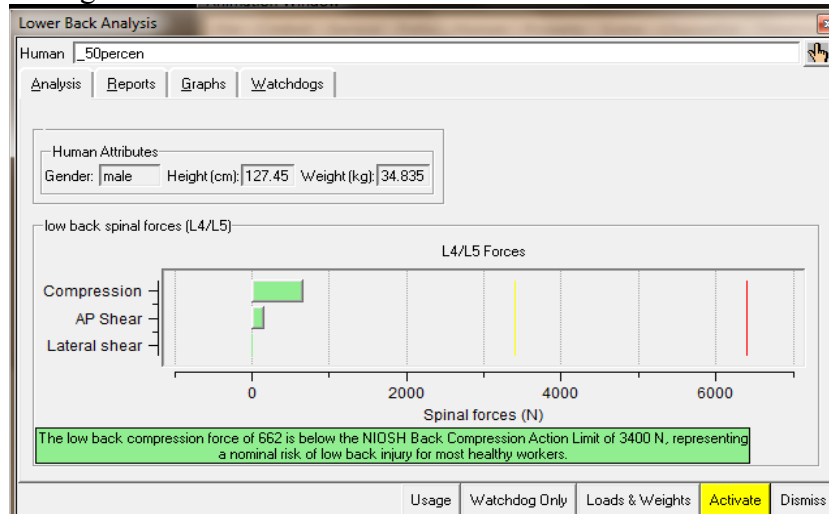 Lower Back Analysis
Human _50percen
Analysis Reports Graphs Watchdogs
Human Attributes
Gender: male Height (cm): 127.45 Weight (kg): 34.835
low back spinal forces (L4/L5)
L4/L5 Forces
Compression
AP Shear
Lateral shear
0 2000 4000 6000
Spinal forces (N)
The low back compression force of 662 is below the NIOSH Back Compression Action Limit of 3400 N, representing
a nominal risk of low back injury for most healthy workers.
Usage Watchdog Only Loads & Weights Activate Dismiss